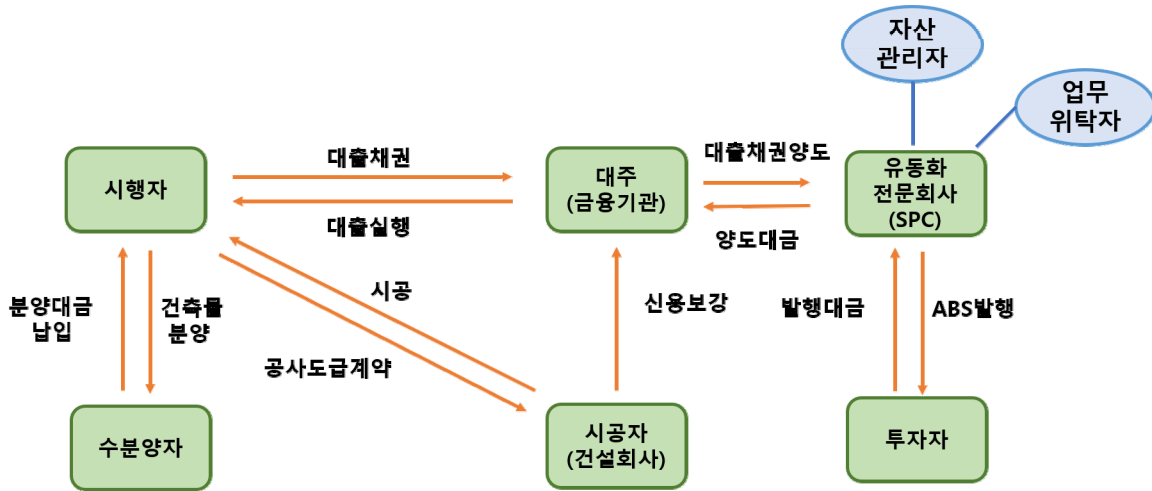 자산
관리자
업무
위탁자
시행자
대출채권
대출실행
대주
(금융기관)
대출채권양도
양도대금
유동화
전문회사
(SPC)
분양대금
납입
건축물
분양
시공
공사도급계약
신용보강
발행대금
ABS발행
수분양자
시공자
(건설회사)
투자자